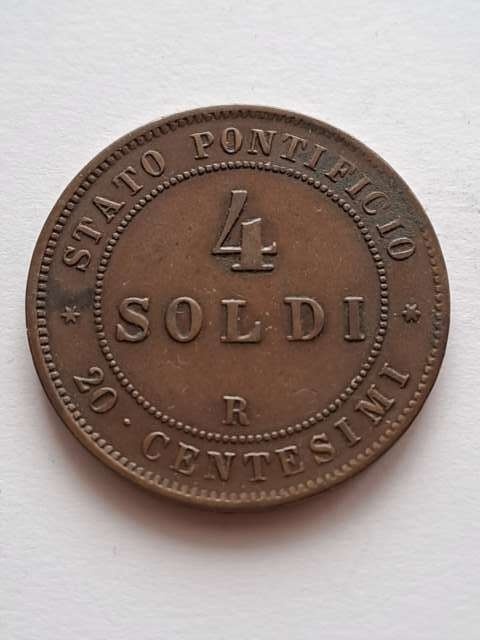 STATO PONTIFICIO
4
SOLDI
R
20 · CENTESIMI